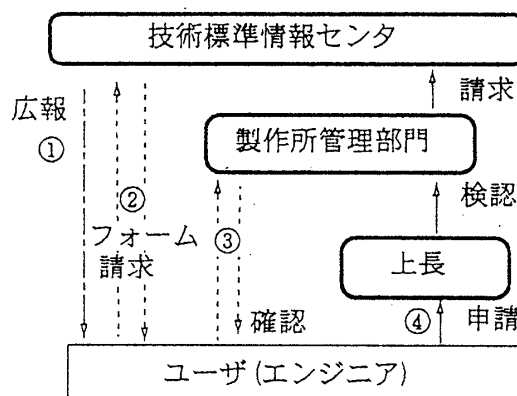 技術標準情報センタ
広報
①
請求
製作所管理部門
②
フォーム
請求
③
検認
上長
確認
④
申請
ユーザ(エンジニア)